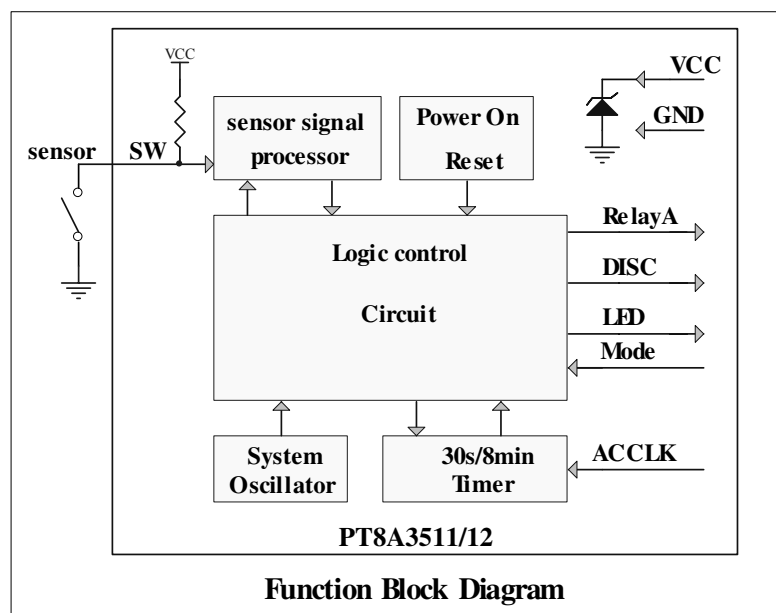 VCC
VCC
GND
sensor
SW
sensor signal
processor
Power On
Reset
RelayA
DISC
LED
Mode
Logic control
Circuit
System
Oscillator
30s/8min
Timer
ACCLK
PT8A3511/12
Function Block Diagram